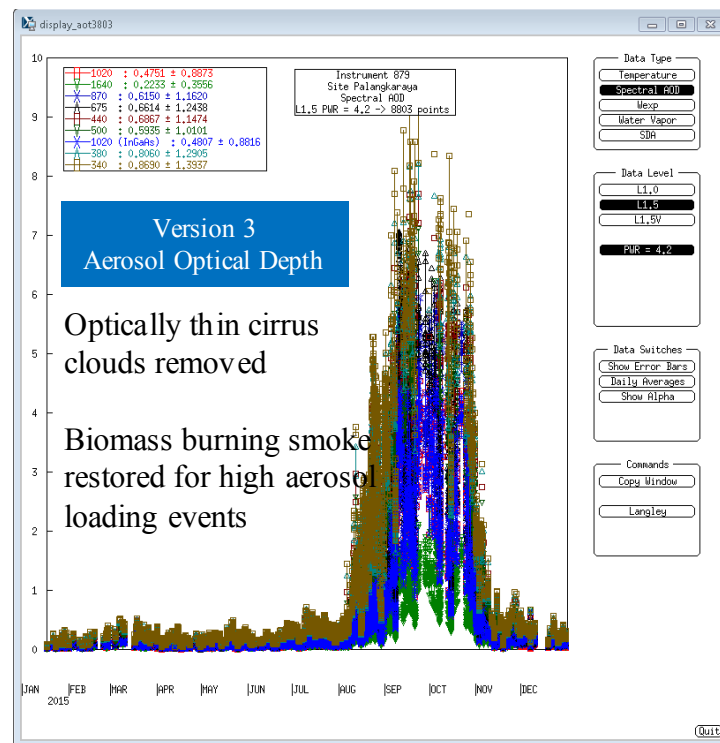 display_aot3803
10
9
8
7
6
5
4
3
2
1
0
1020 : 0.4751 ± 0.8873
1640 : 0.2233 ± 0.3556
870 : 0.6150 ± 1.1620
675 : 0.6614 ± 1.2438
440 : 0.6867 ± 1.1474
500 : 0.5935 ± 1.0101
1020 (InGaAs) : 0.4807 ± 0.8816
380 : 0.8060 ± 1.2905
340 : 0.8690 ± 1.3937
Instrument 879
Site Palangkaraya
Spectral AOD
L1.5 PWR = 4.2 -> 8803 points
Version 3
Aerosol Optical Depth
Optically thin cirrus
clouds removed
Biomass burning smoke
restored for high aerosol
loading events
|JAN |FEB |MAR |APR |MAY |JUN |JUL |AUG |SEP |OCT |NOV |DEC
2015
Data Type
Temperature
Spectral AOD
Wexp
Water Vapor
SDA
Data Level
L1.0
L1.5
L1.5V
PWR = 4.2
Data Switches
Show Error Bars
Daily Averages
Show Alpha
Commands
Copy Window
Langley
Quit